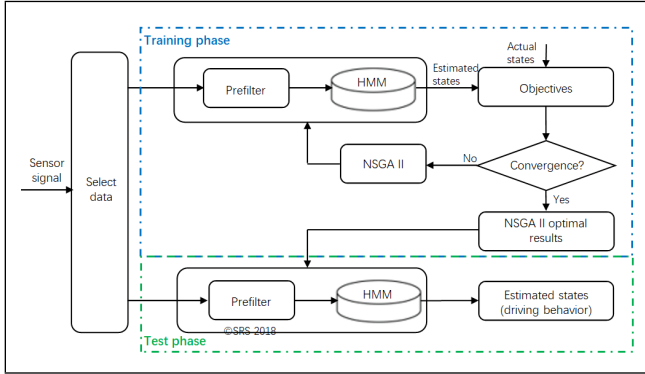 Training phase
Actual
states
Estimated
states
HMM
Prefilter
Objectives
Sensor
signal
Select
data
NSGA II
No
Convergence?
Yes
NSGA II optimal
results
HMM
Prefilter
Estimated states
(driving behavior)
©SRS 2018
Test phase